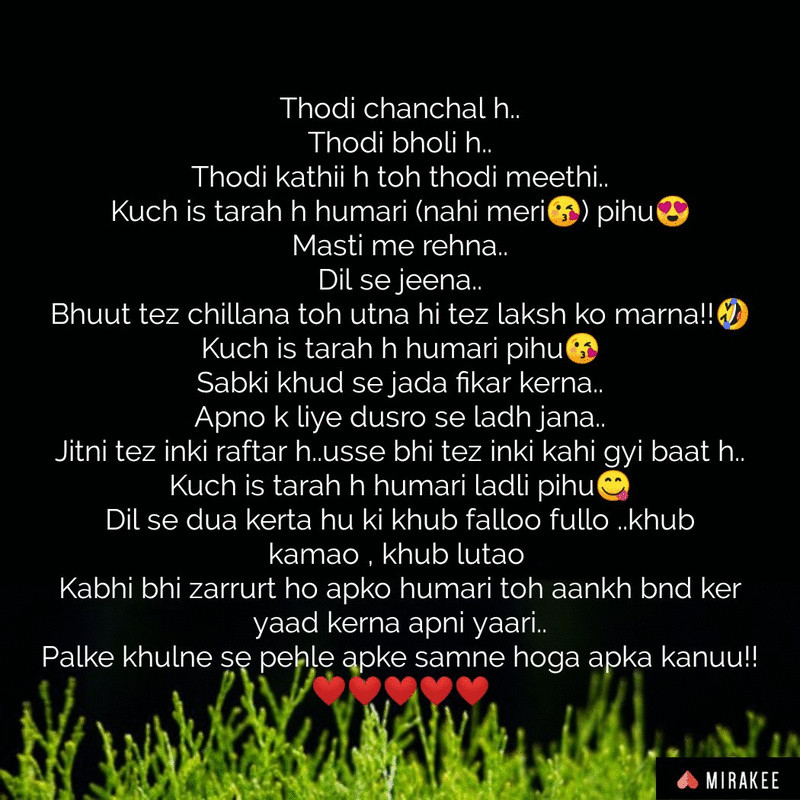 Thodi chanchal h..
Thodi bholi h..
Thodi kathii h toh thodi meethi..
Kuch is tarah h humari (nahi meri😘) pihu😍
Masti me rehna..
Dil se jeena..
Bhuut tez chillana toh utna hi tez laksh ko marna!!🤣
Kuch is tarah h humari pihu😘
Sabki khud se jada fikar kerna..
Apno k liye dusro se ladh jana..
Jitni tez inki raftar h..usse bhi tez inki kahi gyi baat h..
Kuch is tarah h humari ladli pihu😋
Dil se dua kerta hu ki khub falloo fullo ..khub
kamao , khub lutao
Kabhi bhi zarrurt ho apko humari toh aankh bnd ker
yaad kerna apni yaari..
Palke khulne se pehle apke samne hoga apka kanuu!!
❤️❤️❤️❤️❤️
MIRAKEE